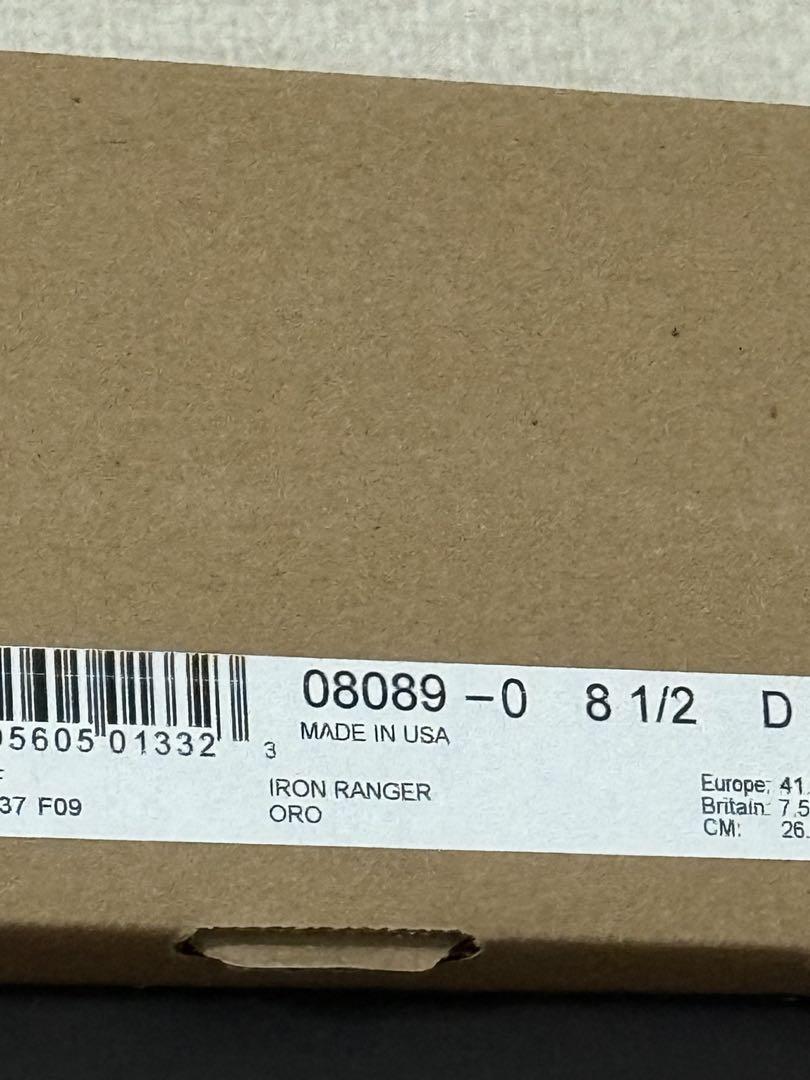 08089 -0 8 1/2 D
MADE IN USA
5605 01332 3
37 F09
IRON RANGER
ORO
Europe: 41.
Britain: 7.5
CM: 26.